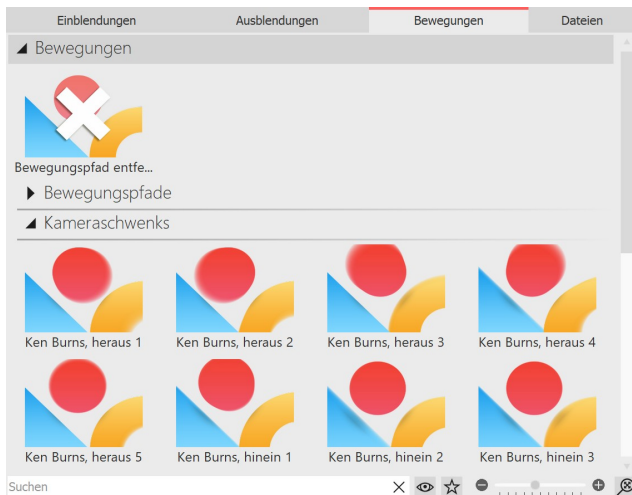 Einblendungen Ausblendungen Bewegungen Dateien
Bewegungen
Bewegungspfad entfe...
Bewegungspfade
Kameraschwenks
Ken Burns, heraus 1 Ken Burns, heraus 2 Ken Burns, heraus 3 Ken Burns, heraus 4
Ken Burns, heraus 5 Ken Burns, hinein 1 Ken Burns, hinein 2 Ken Burns, hinein 3
Suchen